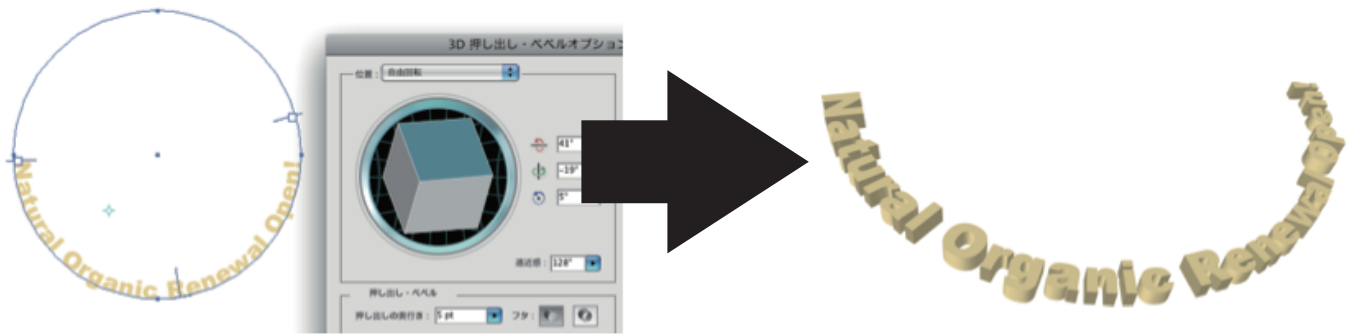 Natural Organic Renewal Open!
3D 押し出し・ベベルオプション
位置：自由回転
41°
-19°
5°
遠近感：128°
押し出し・ベベル
押し出しの奥行き：5 pt フタ：
Natural Organic Renewal Open!